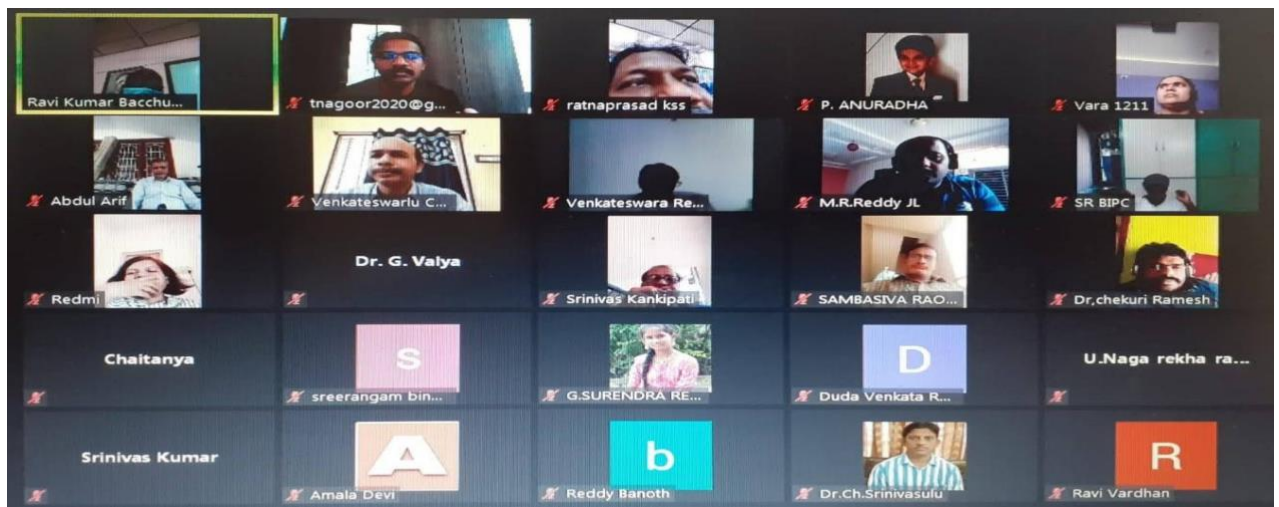 Ravi Kumar Bacchu...
tnagoor2020@g...
ratnaprasad kss
P. ANURADHA
Vara 1211
Abdul Arif
Venkateswarlu C...
Venkateswara Re...
M.R.Reddy JL
SR BIPC
Redmi
Dr. G. Valya
Srinivas Kankipati
SAMBASIVA RAO...
Dr,chekuri Ramesh
Chaitanya
S
sreerangam bin...
G.SURENDRA RE...
D
Duda Venkata R...
U.Naga rekha ra...
Srinivas Kumar
A
Amala Devi
b
Reddy Banoth
Dr.Ch.Srinivasulu
R
Ravi Vardhan